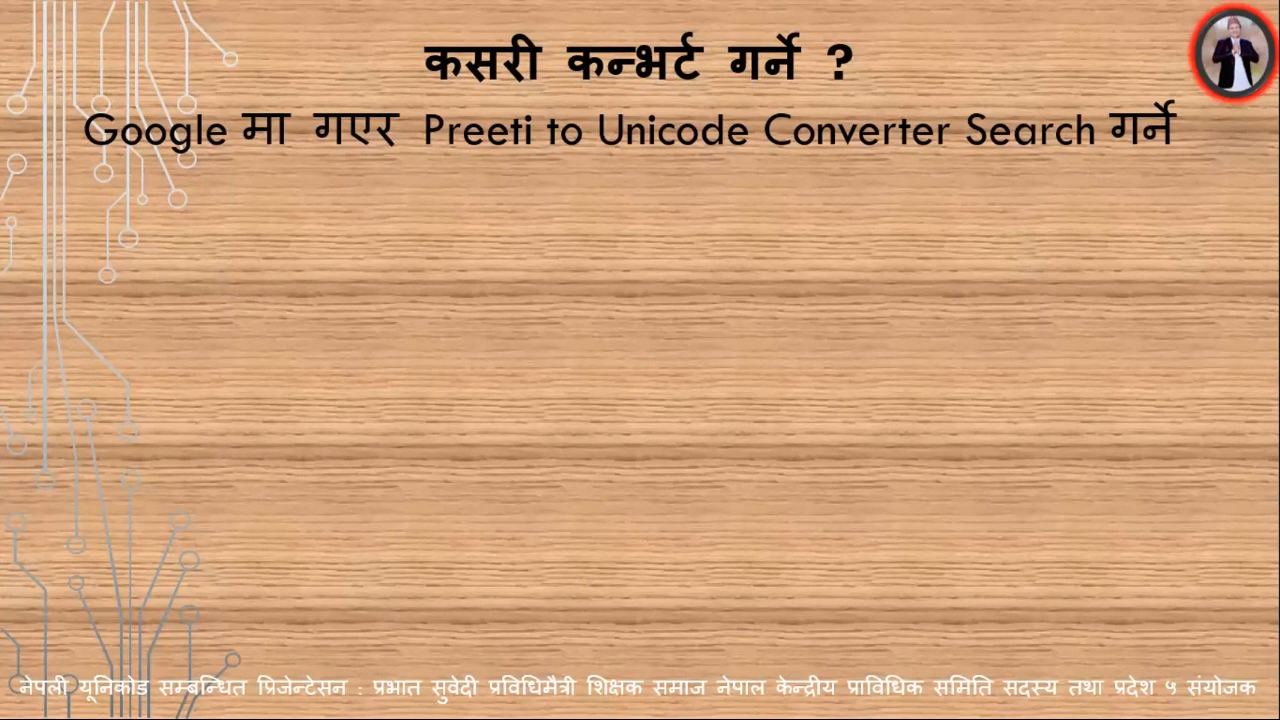 कसरी कन्भर्ट गर्ने ?
Google मा गएर Preeti to Unicode Converter Search गर्ने
नेपली यूनिकोड सम्बन्धित प्रिजेन्टेसन : प्रभात सुवेदी प्रविधिमैत्री शिक्षक समाज नेपाल केन्द्रीय प्राविधिक समिति सदस्य तथा प्रदेश ५ संयोजक